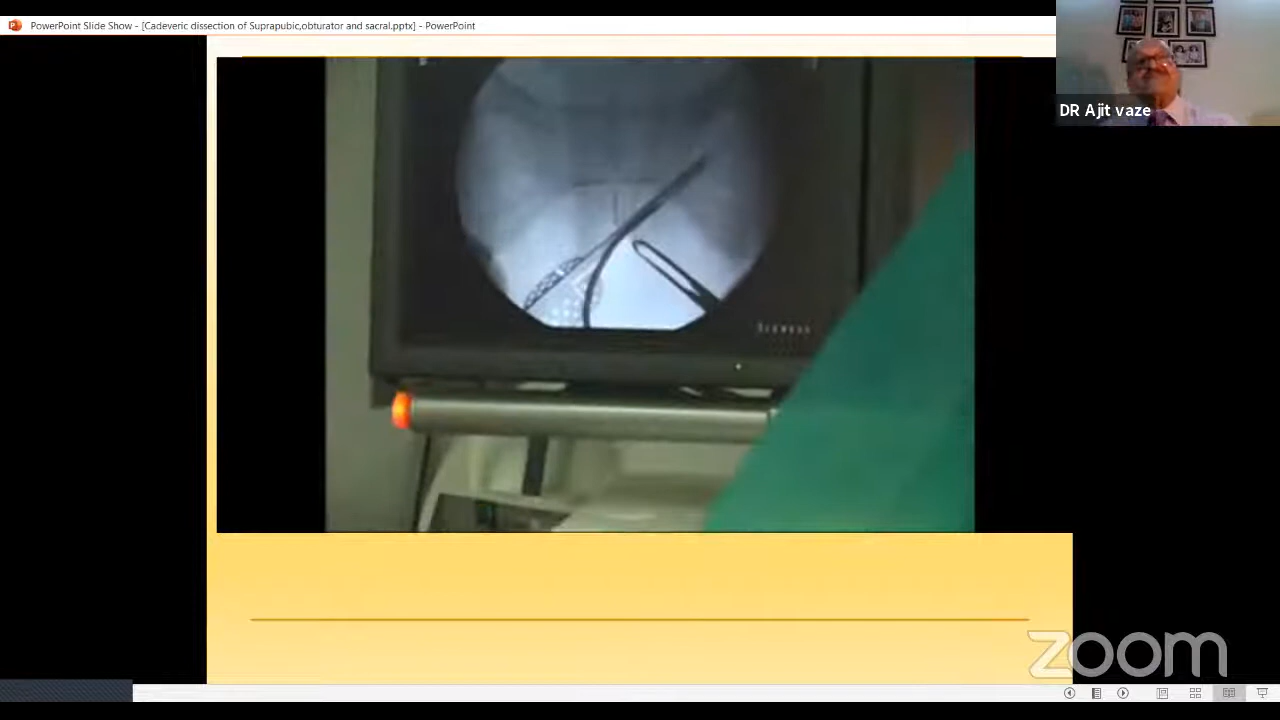 PowerPoint Slide Show - [Cadeveric dissection of Suprapubic,obturator and sacral.pptx] - PowerPoint
DR Ajit vaze
zoom